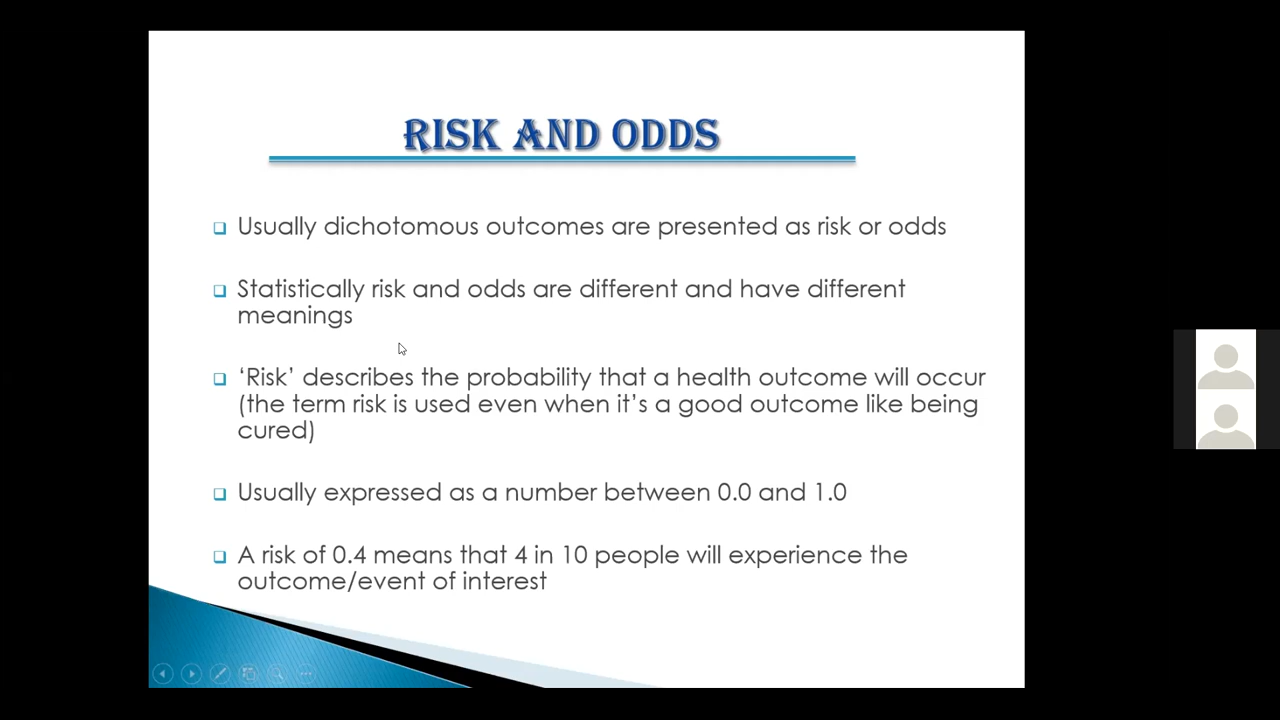 RISK AND ODDS
Usually dichotomous outcomes are presented as risk or odds
Statistically risk and odds are different and have different
meanings
‘Risk’ describes the probability that a health outcome will occur
(the term risk is used even when it’s a good outcome like being
cured)
Usually expressed as a number between 0.0 and 1.0
A risk of 0.4 means that 4 in 10 people will experience the
outcome/event of interest